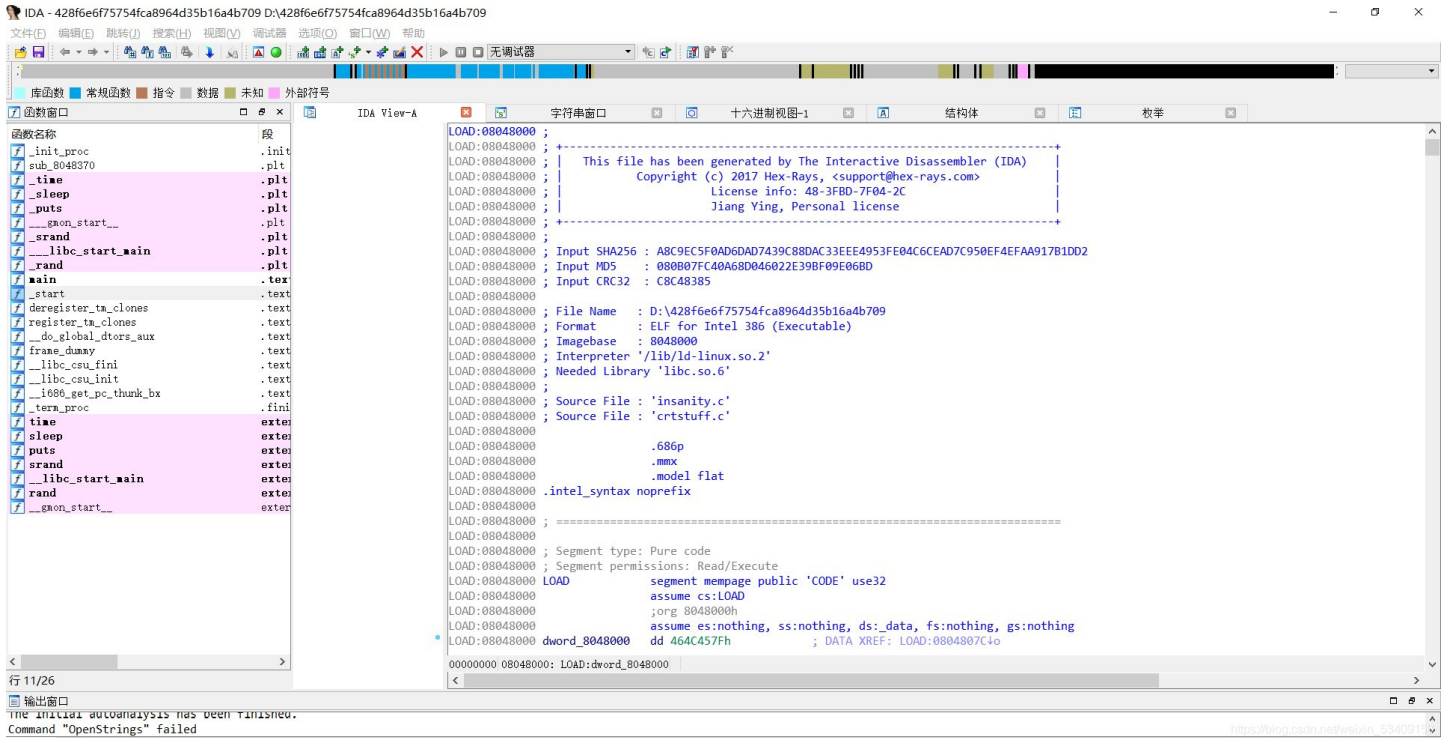 IDA - 428f6e6f75754fca8964d35b16a4b709 D:\428f6e6f75754fca8964d35b16a4b709
文件(F) 编辑(E) 跳转(J) 搜索(H) 视图(V) 调试器 选项(O) 窗口(W) 帮助
无调试器
库函数 常规函数 指令 数据 未知 外部符号
函数窗口
IDA View-A 字符串窗口 十六进制视图-1 结构体 枚举
函数名称 段
_init_proc .init
sub_8048370 .plt
_time .plt
_sleep .plt
_puts .plt
___gmon_start__ .plt
_srand .plt
___libc_start_main .plt
_rand .plt
main .tex
_start .text
deregister_tm_clones .text
register_tm_clones .text
__do_global_dtors_aux .text
frame_dummy .text
__libc_csu_fini .text
__libc_csu_init .text
__i686_get_pc_thunk_bx .text
_term_proc .fini
time exter
sleep exter
puts exter
srand exter
__libc_start_main exter
rand exter
__gmon_start__ exter
行 11/26
LOAD:08048000 ;
LOAD:08048000 ; +-------------------------------------------------------------------------+
LOAD:08048000 ; | This file has been generated by The Interactive Disassembler (IDA) |
LOAD:08048000 ; | Copyright (c) 2017 Hex-Rays, <support@hex-rays.com> |
LOAD:08048000 ; | License info: 48-3FBD-7F04-2C |
LOAD:08048000 ; | Jiang Ying, Personal license |
LOAD:08048000 ; +-------------------------------------------------------------------------+
LOAD:08048000 ;
LOAD:08048000 ; Input SHA256 : A8C9EC5F0AD6DAD7439C88DAC33EEE4953FE04C6CEAD7C950EF4EFAA917B1DD2
LOAD:08048000 ; Input MD5 : 080B07FC40A68D046022E39BF09E06BD
LOAD:08048000 ; Input CRC32 : C8C48385
LOAD:08048000
LOAD:08048000 ; File Name : D:\428f6e6f75754fca8964d35b16a4b709
LOAD:08048000 ; Format : ELF for Intel 386 (Executable)
LOAD:08048000 ; Imagebase : 8048000
LOAD:08048000 ; Interpreter '/lib/ld-linux.so.2'
LOAD:08048000 ; Needed Library 'libc.so.6'
LOAD:08048000 ;
LOAD:08048000 ; Source File : 'insanity.c'
LOAD:08048000 ; Source File : 'crtstuff.c'
LOAD:08048000
LOAD:08048000 .686p
LOAD:08048000 .mmx
LOAD:08048000 .model flat
LOAD:08048000 .intel_syntax noprefix
LOAD:08048000
LOAD:08048000 ; ===========================================================================
LOAD:08048000
LOAD:08048000 ; Segment type: Pure code
LOAD:08048000 ; Segment permissions: Read/Execute
LOAD:08048000 LOAD segment mempage public 'CODE' use32
LOAD:08048000 assume cs:LOAD
LOAD:08048000 ;org 8048000h
LOAD:08048000 assume es:nothing, ss:nothing, ds:_data, fs:nothing, gs:nothing
LOAD:08048000 dword_8048000 dd 464C457Fh ; DATA XREF: LOAD:0804807C↓o
00000000 08048000: LOAD:dword_8048000
输出窗口
The initial autoanalysis has been finished.
Command "OpenStrings" failed